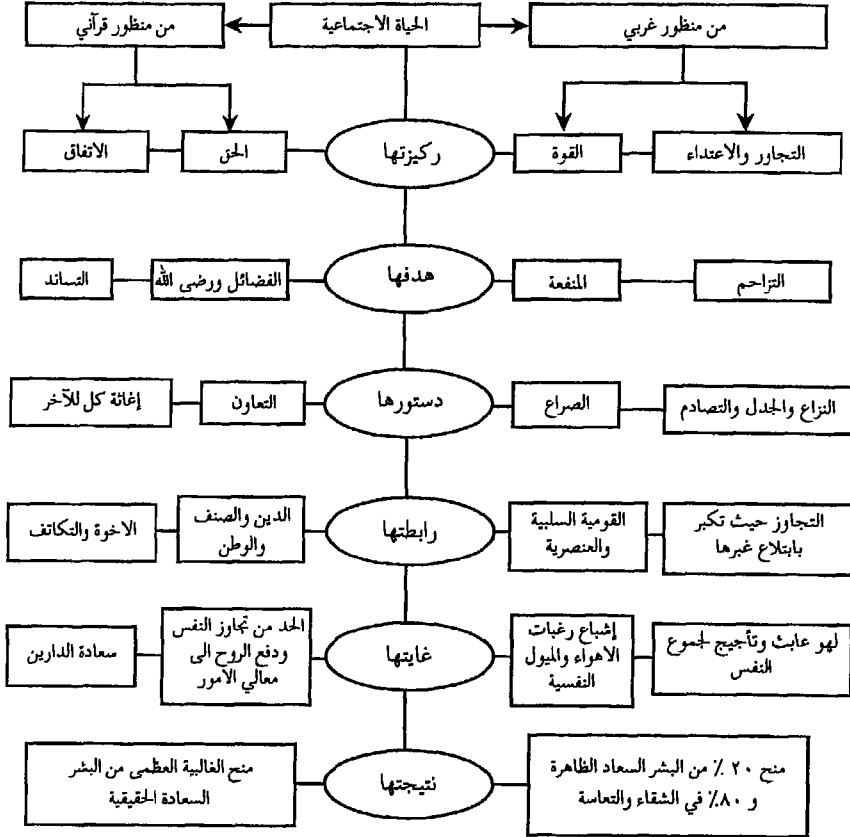 من منظور غربي
الحياة الاجتماعية
من منظور قرآني
التجاور والاعتداء
القوة
ركيزتها
الحق
الاتفاق
التزاحم
المنفعة
هدفها
الفضائل ورضى الله
التساند
النزاع والجدل والتصادم
الصراع
دستورها
التعاون
إغاثة كل للآخر
التجاوز حيث تكبر
بابتلاع غيرها
القومية السلبية
والعنصرية
رابطتها
الدين والصنف
والوطن
الاخوة والتكاتف
لهو عابث وتأجيج لجموع
النفس
إشباع رغبات
الاهواء والميول
النفسية
غايتها
الحد من تجاوز النفس
ودفع الروح الى
معالي الامور
سعادة الدارين
منح ٢٠ ٪ من البشر السعاد الظاهرة
و ٨٠٪ في الشقاء والتعاسة
نتيجتها
منح الغالبية العظمى من البشر
السعادة الحقيقية